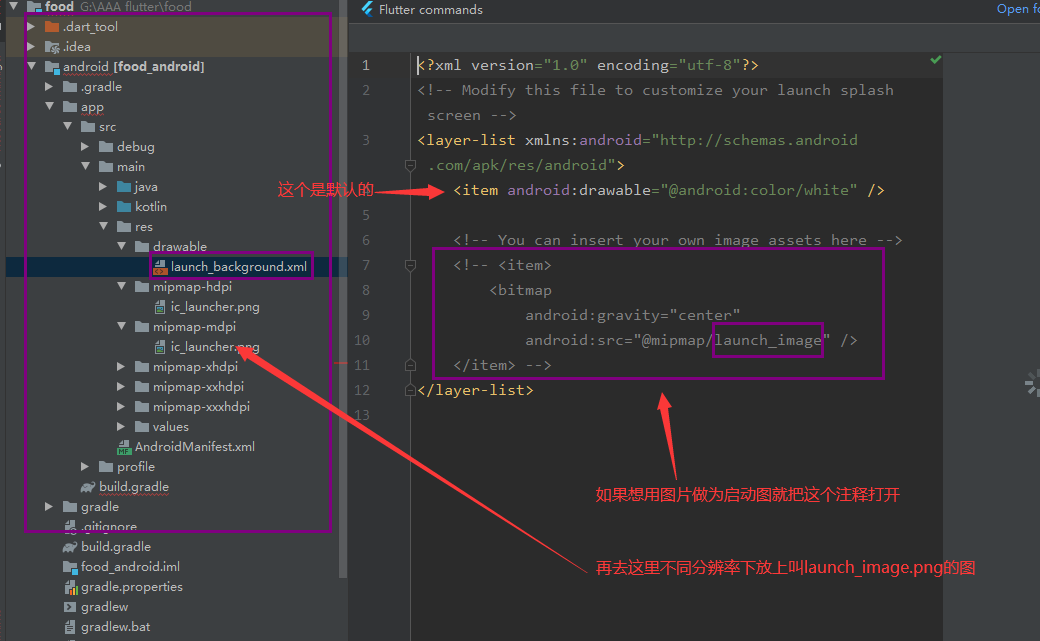 food G:\AAA flutter\food
.dart_tool
.idea
android [food_android]
.gradle
app
src
debug
main
java
kotlin
res
drawable
launch_background.xml
mipmap-hdpi
ic_launcher.png
mipmap-mdpi
ic_launcher.png
mipmap-xhdpi
mipmap-xxhdpi
mipmap-xxxhdpi
values
AndroidManifest.xml
profile
build.gradle
gradle
.gitignore
build.gradle
food_android.iml
gradle.properties
gradlew
gradlew.bat
Flutter commands
Open fo
1 <?xml version="1.0" encoding="utf-8"?>
2 <!-- Modify this file to customize your launch splash
screen -->
3 <layer-list xmlns:android="http://schemas.android
.com/apk/res/android">
这个是默认的
<item android:drawable="@android:color/white" />
5
6 <!-- You can insert your own image assets here -->
7 <!-- <item>
8 <bitmap
9 android:gravity="center"
10 android:src="@mipmap/launch_image" />
11 </item> -->
12 </layer-list>
13
如果想用图片做为启动图就把这个注释打开
再去这里不同分辨率下放上叫launch_image.png的图